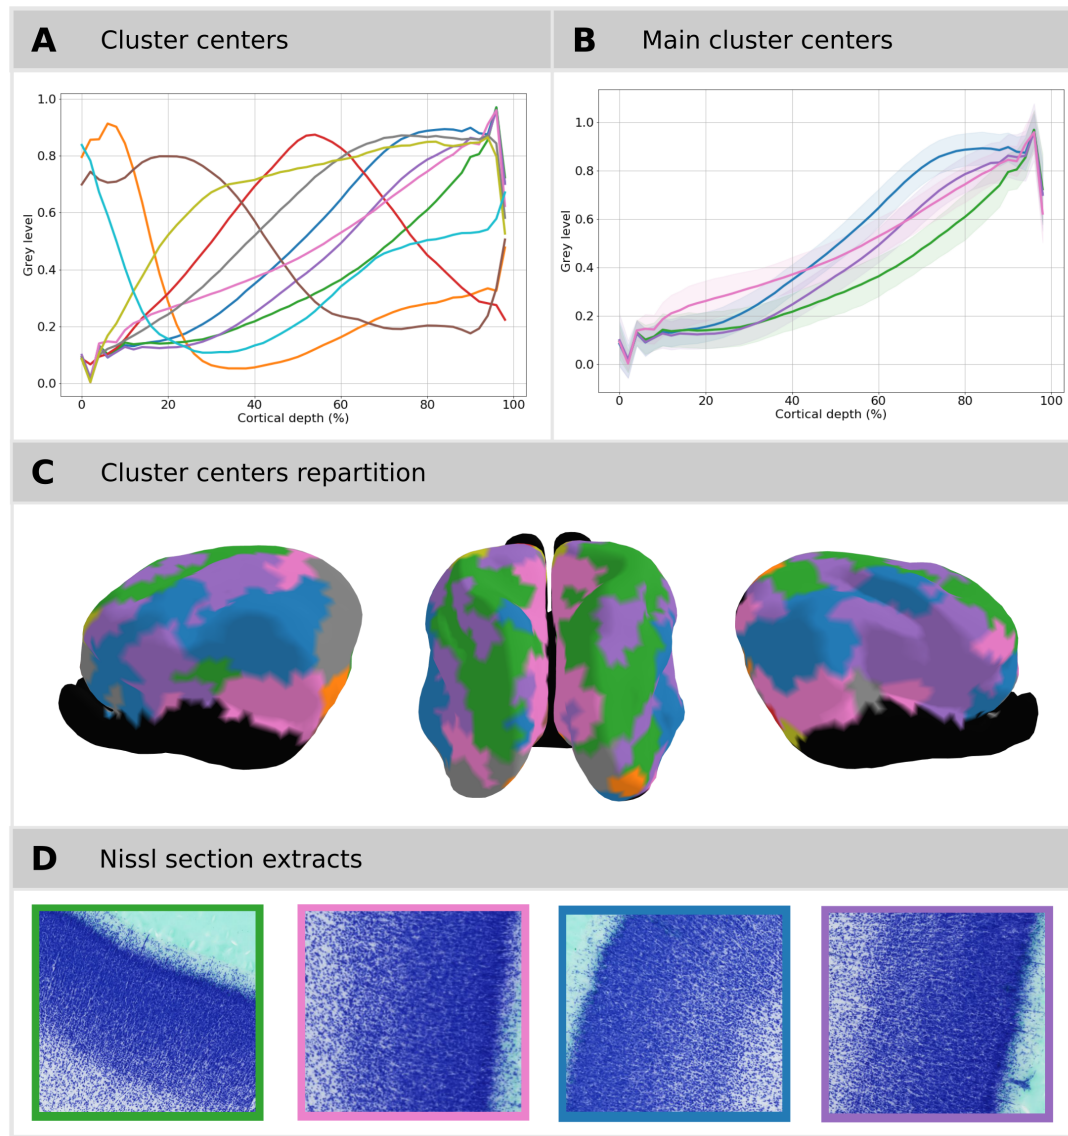 A Cluster centers
B Main cluster centers
1.0
0.8
0.6
0.4
0.2
0.0
Grey level
0 20 40 60 80 100
Cortical depth (%)
1.0
0.8
0.6
0.4
0.2
0.0
Grey level
0 20 40 60 80 100
Cortical depth (%)
C Cluster centers repartition
D Nissl section extracts